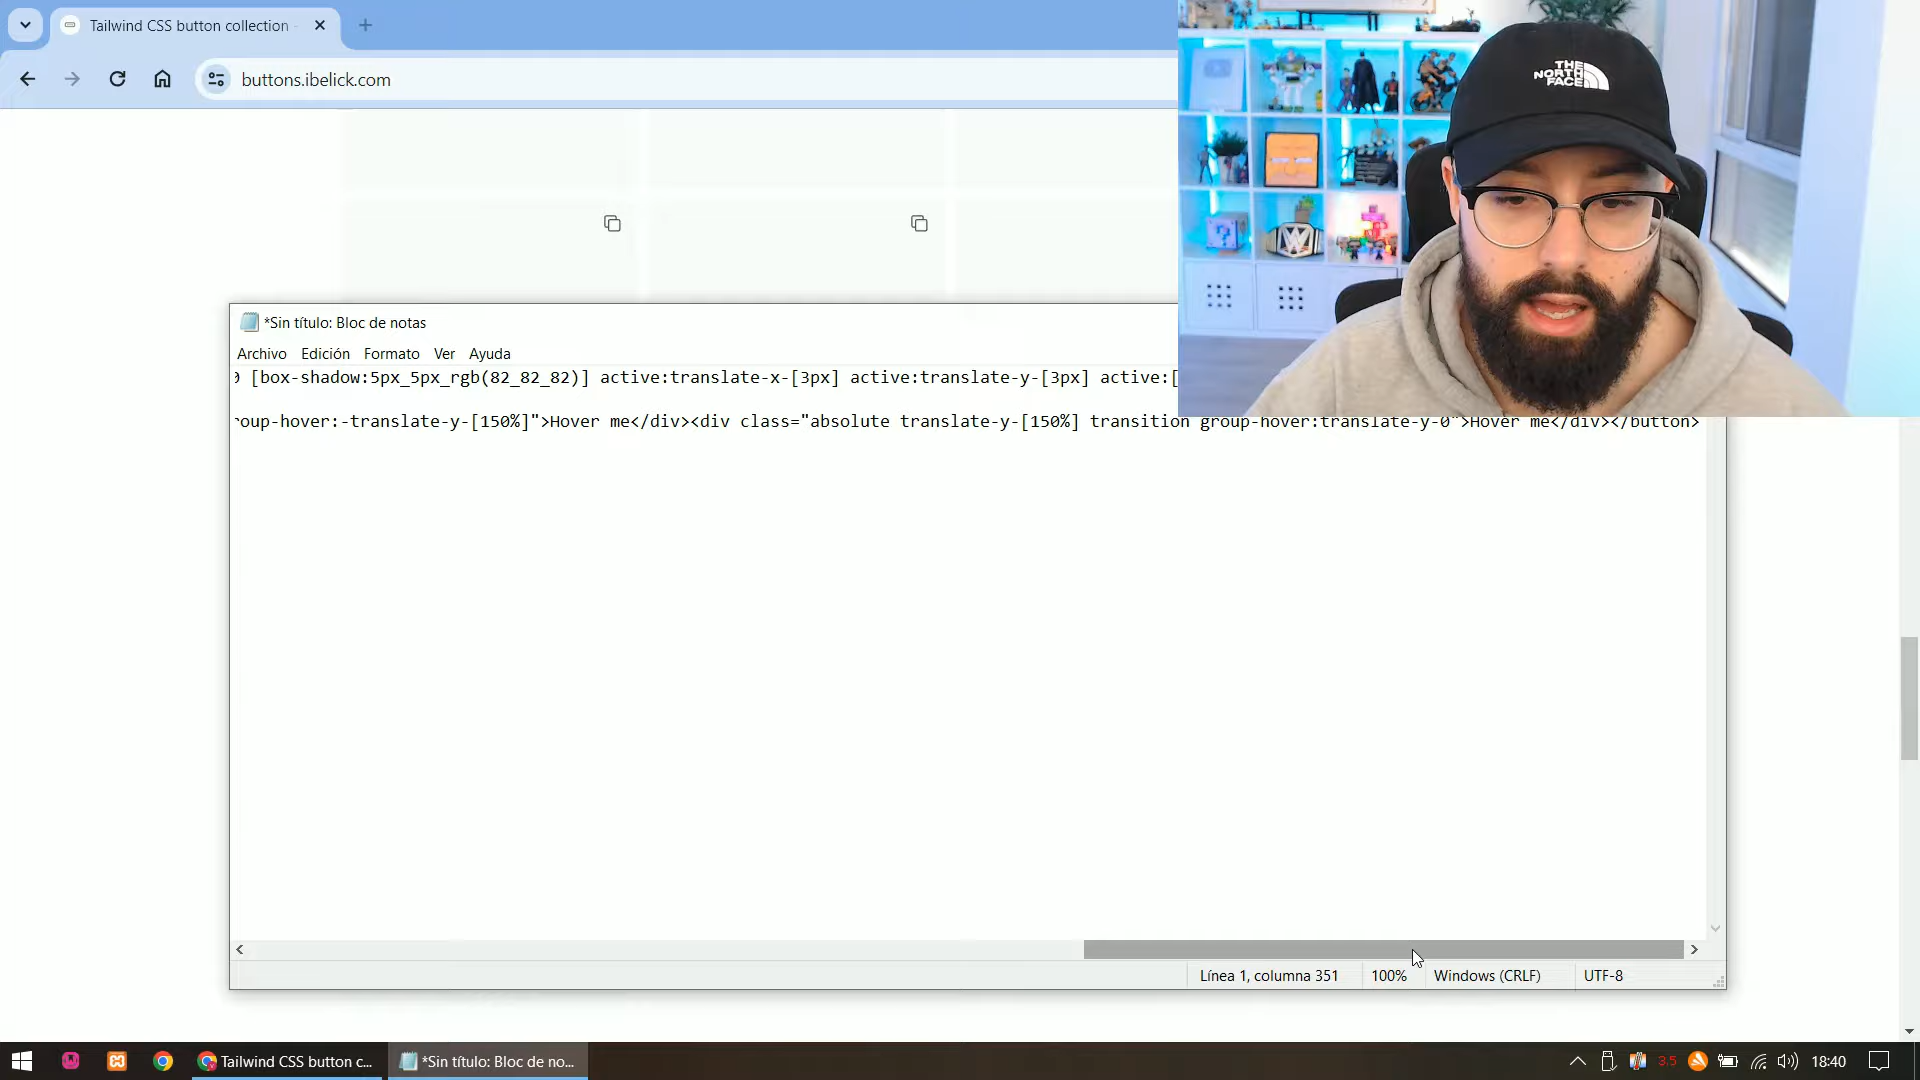 Tailwind CSS button collection
buttons.ibelick.com
THE
NORTH
FACE
*Sin título: Bloc de notas
Archivo Edición Formato Ver Ayuda
[box-shadow:5px_5px_rgb(82_82_82)] active:translate-x-[3px] active:translate-y-[3px] active:[
roup-hover:-translate-y-[150%]">Hover me</div><div class="absolute translate-y-[150%] transition group-hover:translate-y-0">Hover me</div></button>
Línea 1, columna 351 100% Windows (CRLF) UTF-8
Tailwind CSS button c...
*Sin título: Bloc de no...
3.5
18:40